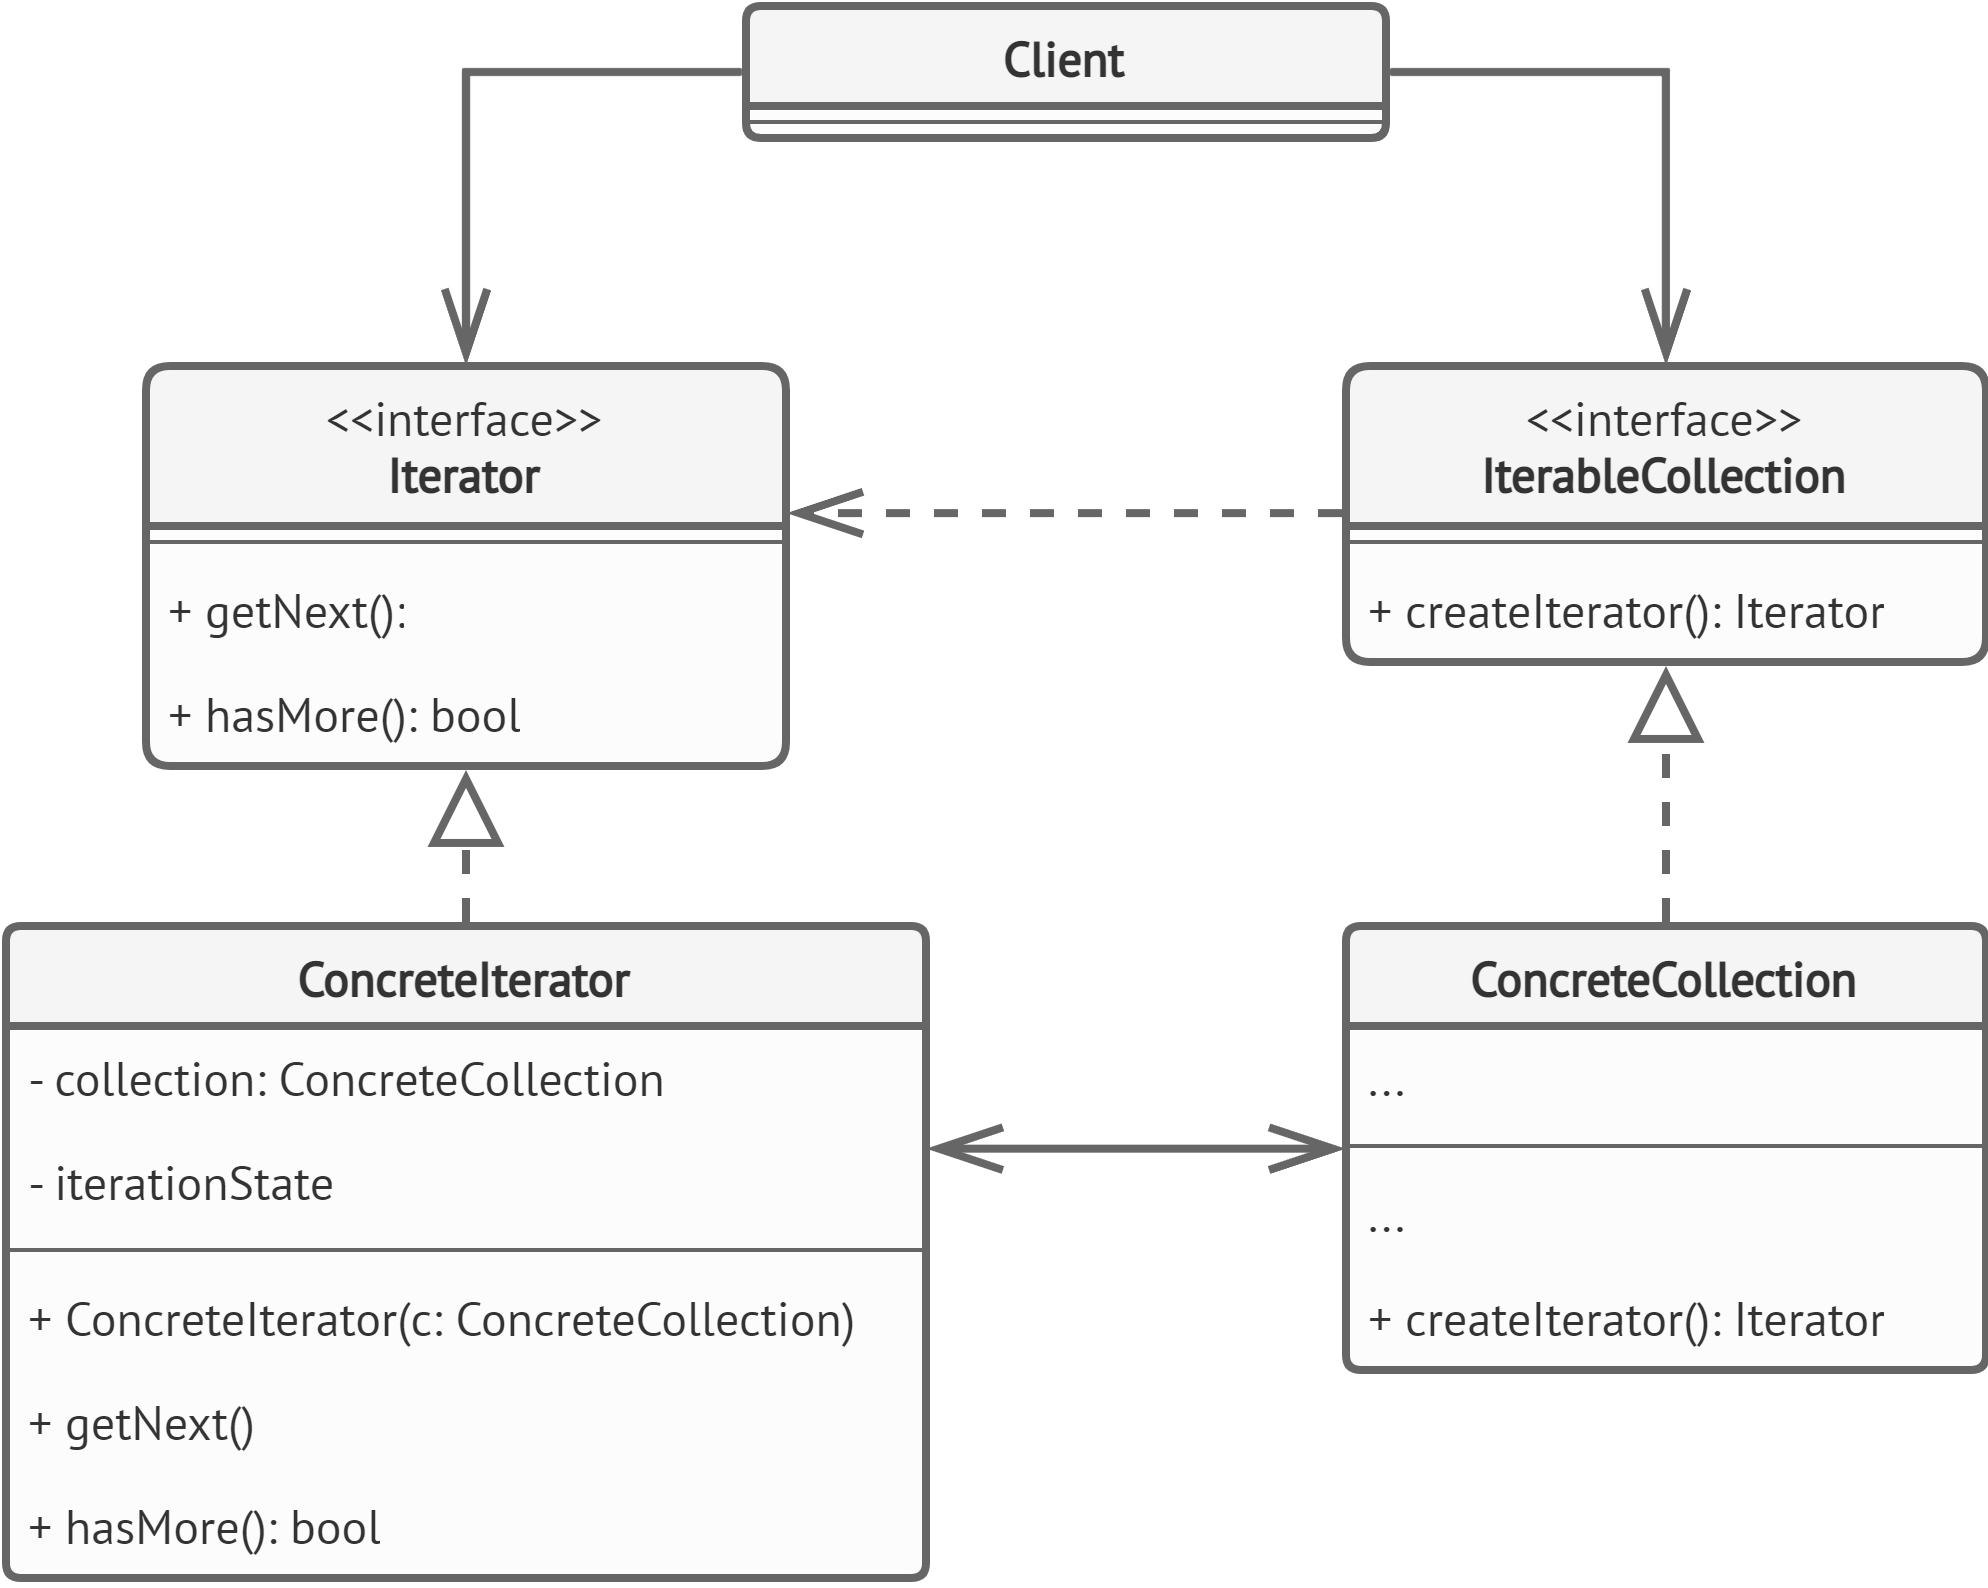 Client
<<interface>>
Iterator
+ getNext():
+ hasMore(): bool
<<interface>>
IterableCollection
+ createIterator(): Iterator
ConcreteIterator
- collection: ConcreteCollection
- iterationState
+ ConcreteIterator(c: ConcreteCollection)
+ getNext()
+ hasMore(): bool
ConcreteCollection
...
...
+ createIterator(): Iterator